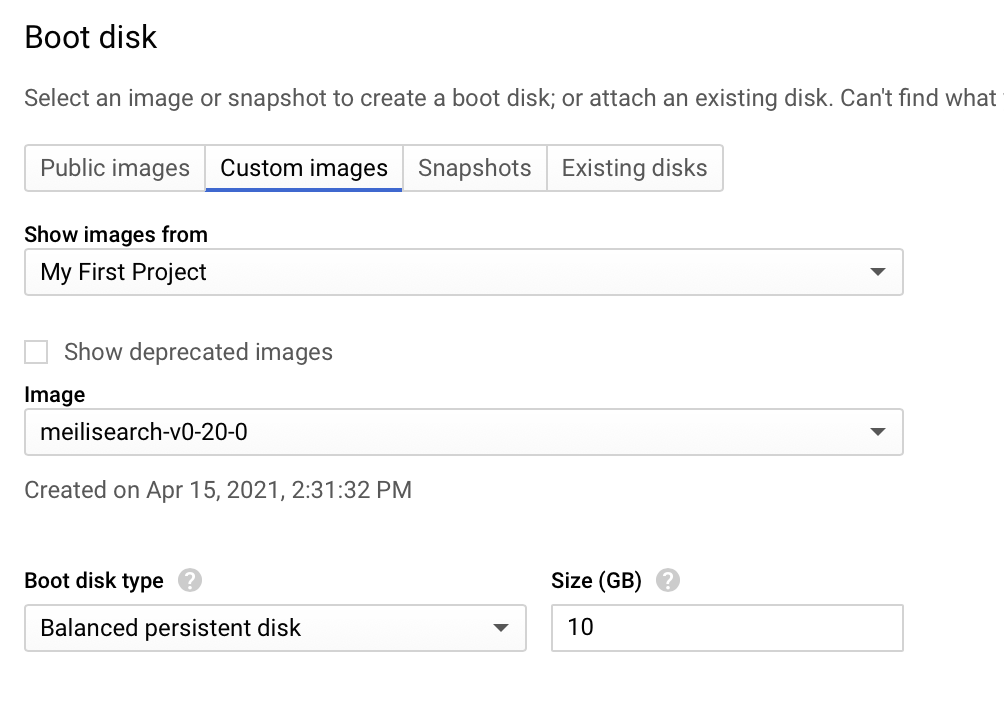 Boot disk
Select an image or snapshot to create a boot disk; or attach an existing disk. Can't find what
Public images Custom images Snapshots Existing disks
Show images from
My First Project
Show deprecated images
Image
meilisearch-v0-20-0
Created on Apr 15, 2021, 2:31:32 PM
Boot disk type ? Size (GB) ?
Balanced persistent disk 10